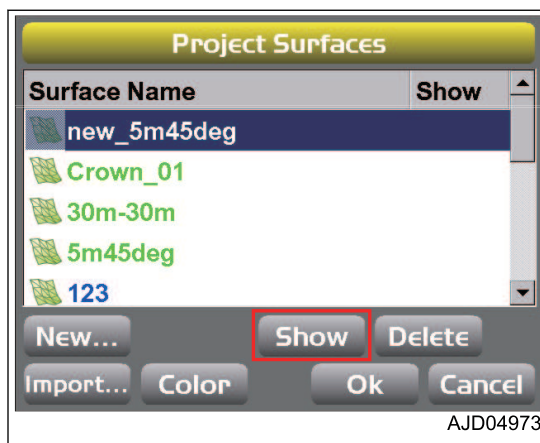 Project Surfaces
Surface Name Show
new_5m45deg
Crown_01
30m-30m
5m45deg
123
New... Show Delete
Import... Color Ok Cancel
AJD04973